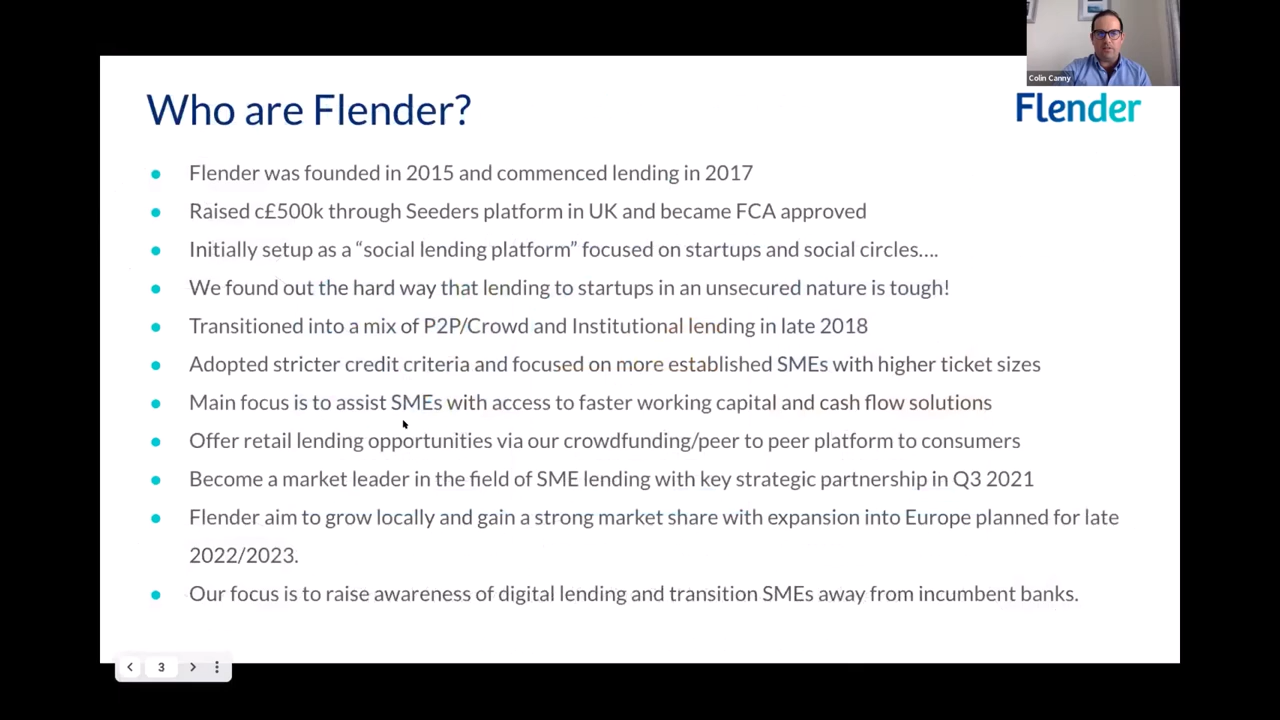 Colin Canny
Who are Flender?
Flender
Flender was founded in 2015 and commenced lending in 2017
Raised c£500k through Seeders platform in UK and became FCA approved
Initially setup as a “social lending platform” focused on startups and social circles....
We found out the hard way that lending to startups in an unsecured nature is tough!
Transitioned into a mix of P2P/Crowd and Institutional lending in late 2018
Adopted stricter credit criteria and focused on more established SMEs with higher ticket sizes
Main focus is to assist SMEs with access to faster working capital and cash flow solutions
Offer retail lending opportunities via our crowdfunding/peer to peer platform to consumers
Become a market leader in the field of SME lending with key strategic partnership in Q3 2021
Flender aim to grow locally and gain a strong market share with expansion into Europe planned for late
2022/2023.
Our focus is to raise awareness of digital lending and transition SMEs away from incumbent banks.
3